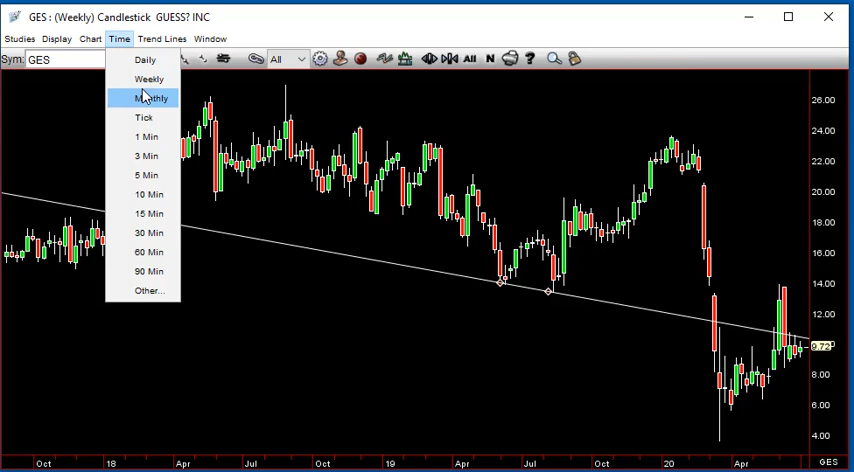 GES : (Weekly) Candlestick GUESS? INC
Studies Display Chart Time Trend Lines Window
Sym: GES
All
All N ?
Daily
Weekly
Monthly
Tick
1 Min
3 Min
5 Min
10 Min
15 Min
30 Min
60 Min
90 Min
Other...
26.00
24.00
22.00
20.00
18.00
16.00
14.00
12.00
9.72
8.00
6.00
4.00
Oct 18 Apr Jul Oct 19 Apr Jul Oct 20 Apr GES